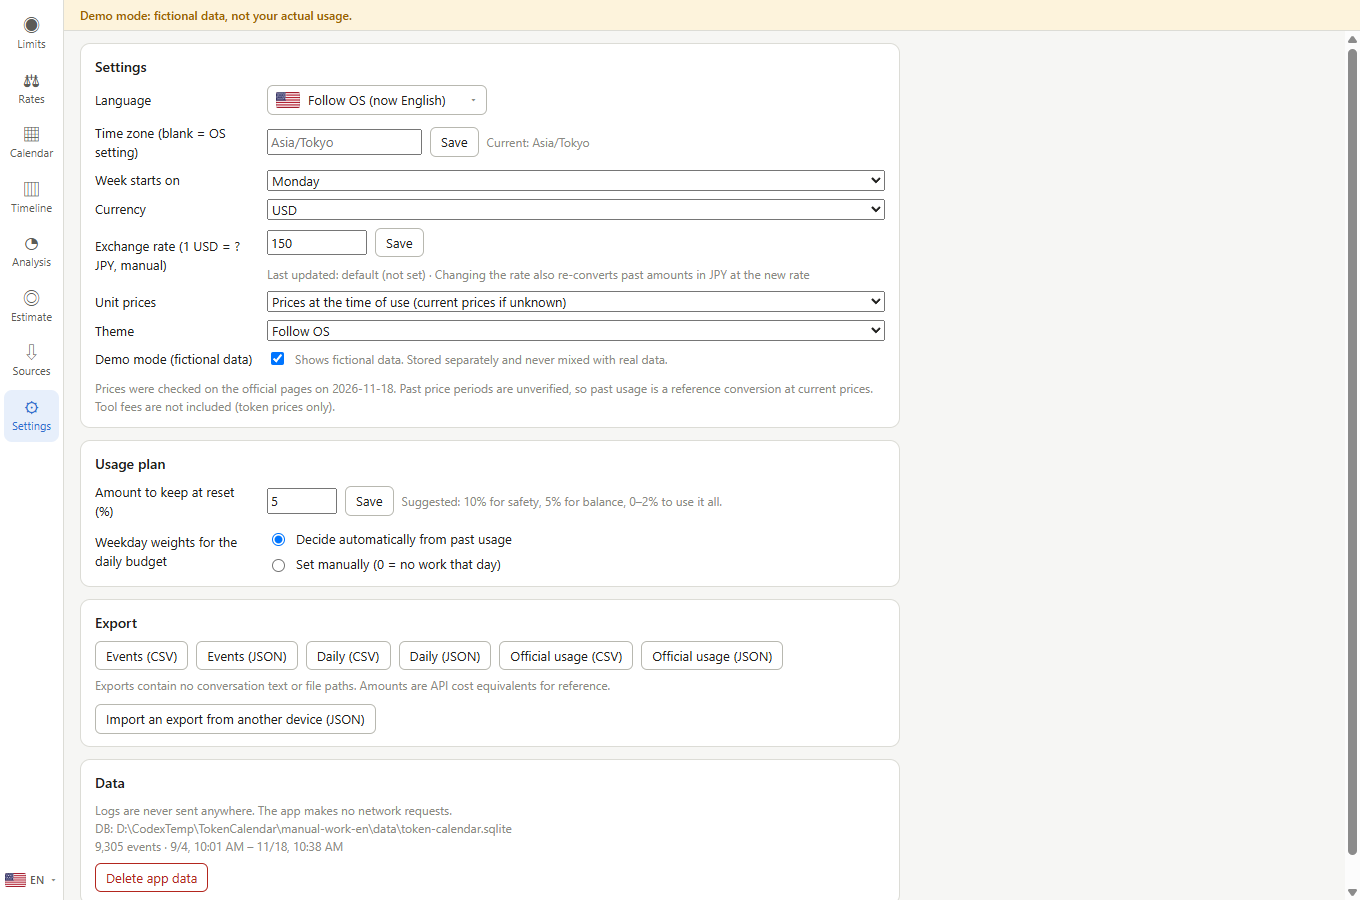 Demo mode: fictional data, not your actual usage.
Limits
Rates
Calendar
Timeline
Analysis
Estimate
Sources
Settings
EN
Settings
Language
Follow OS (now English)
Time zone (blank = OS
setting)
Asia/Tokyo
Save
Current: Asia/Tokyo
Week starts on
Monday
Currency
USD
Exchange rate (1 USD = ?
JPY, manual)
150
Save
Last updated: default (not set) · Changing the rate also re-converts past amounts in JPY at the new rate
Unit prices
Prices at the time of use (current prices if unknown)
Theme
Follow OS
Demo mode (fictional data)
Shows fictional data. Stored separately and never mixed with real data.
Prices were checked on the official pages on 2026-11-18. Past price periods are unverified, so past usage is a reference conversion at current prices.
Tool fees are not included (token prices only).
Usage plan
Amount to keep at reset
(%)
5
Save
Suggested: 10% for safety, 5% for balance, 0–2% to use it all.
Weekday weights for the
daily budget
Decide automatically from past usage
Set manually (0 = no work that day)
Export
Events (CSV)
Events (JSON)
Daily (CSV)
Daily (JSON)
Official usage (CSV)
Official usage (JSON)
Exports contain no conversation text or file paths. Amounts are API cost equivalents for reference.
Import an export from another device (JSON)
Data
Logs are never sent anywhere. The app makes no network requests.
DB: D:\CodexTemp\TokenCalendar\manual-work-en\data\token-calendar.sqlite
9,305 events · 9/4, 10:01 AM – 11/18, 10:38 AM
Delete app data